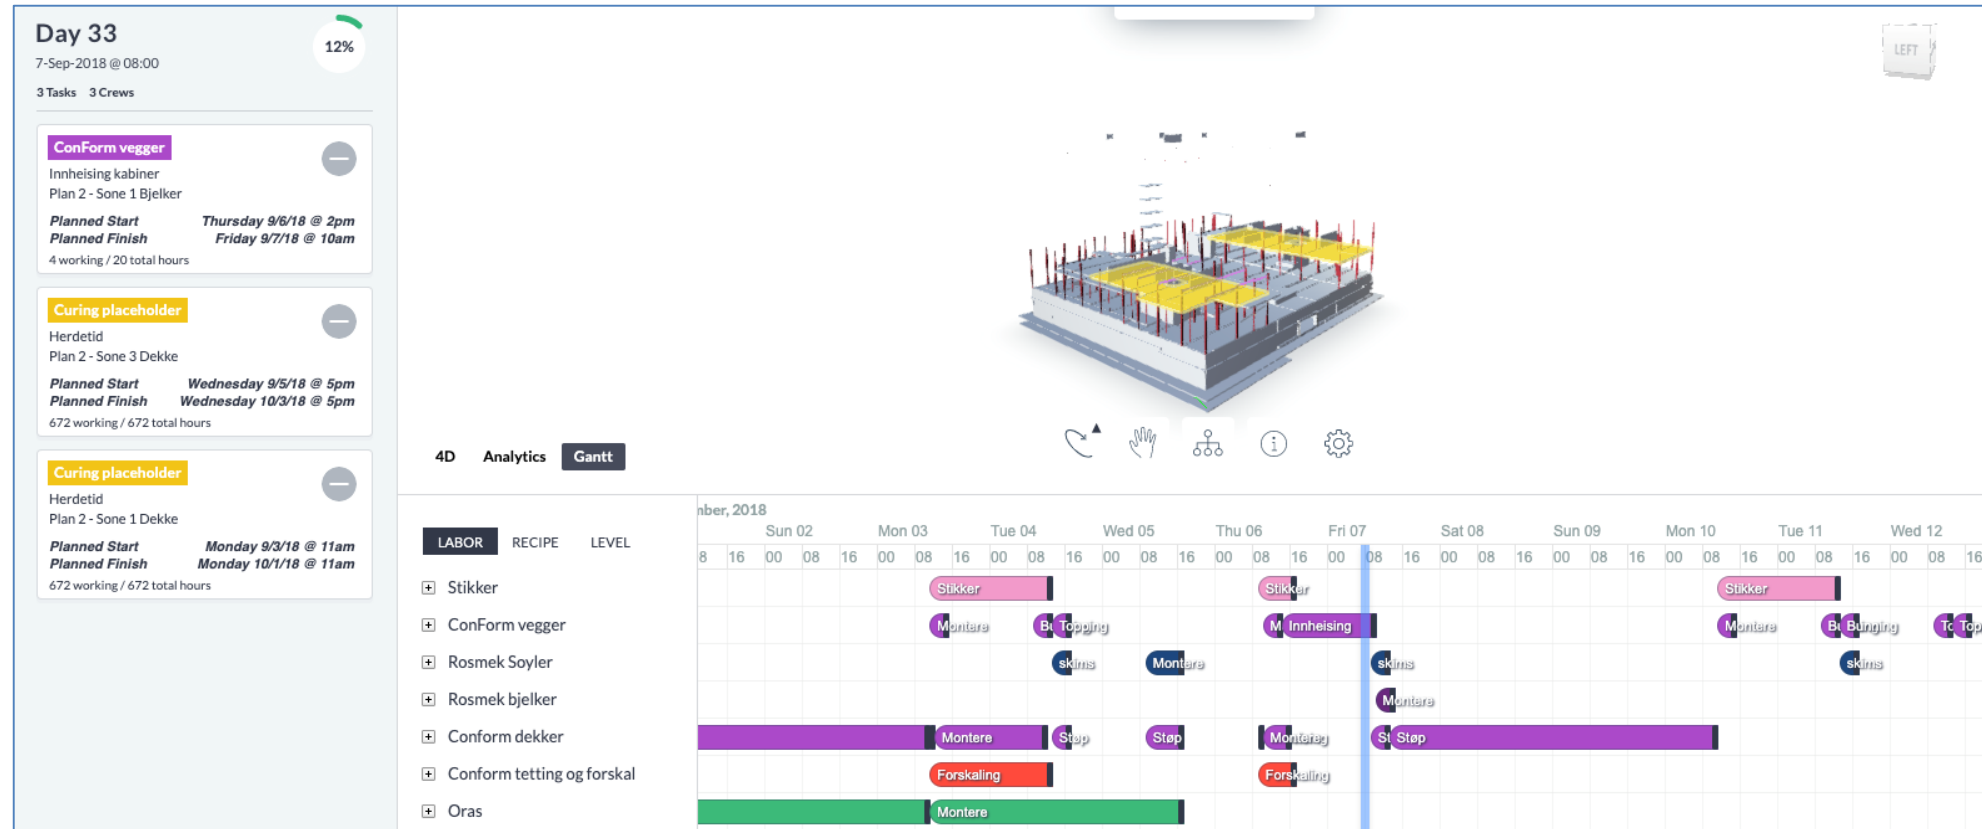 Day 33
12%
7-Sep-2018 @ 08:00
3 Tasks 3 Crews
ConForm vegger
Innheising kabiner
Plan 2 - Sone 1 Bjelker
Planned Start Thursday 9/6/18 @ 2pm
Planned Finish Friday 9/7/18 @ 10am
4 working / 20 total hours
Curing placeholder
Herdetid
Plan 2 - Sone 3 Dekke
Planned Start Wednesday 9/5/18 @ 5pm
Planned Finish Wednesday 10/3/18 @ 5pm
672 working / 672 total hours
Curing placeholder
Herdetid
Plan 2 - Sone 1 Dekke
Planned Start Monday 9/3/18 @ 11am
Planned Finish Monday 10/1/18 @ 11am
672 working / 672 total hours
LEFT
4D Analytics Gantt
LABOR RECIPE LEVEL
mber, 2018
Sun 02 Mon 03 Tue 04 Wed 05 Thu 06 Fri 07 Sat 08 Sun 09 Mon 10 Tue 11 Wed 12
8 16 00 08 16 00 08 16 00 08 16 00 08 16 00 08 16 00 08 16 00 08 16 00 08 16 00 08 16 00 08 16 00 08 16
Stikker Stikker Stikker Stikker
ConForm vegger Montere Bu Topping M Innheising Montere Bu Bunging To Top
Rosmek Soyler skims Montere skims skims
Rosmek bjelker Montere
Conform dekker Montere Støp Støp St Støp
Conform tetting og forskal Forskaling Forskaling
Oras Montere